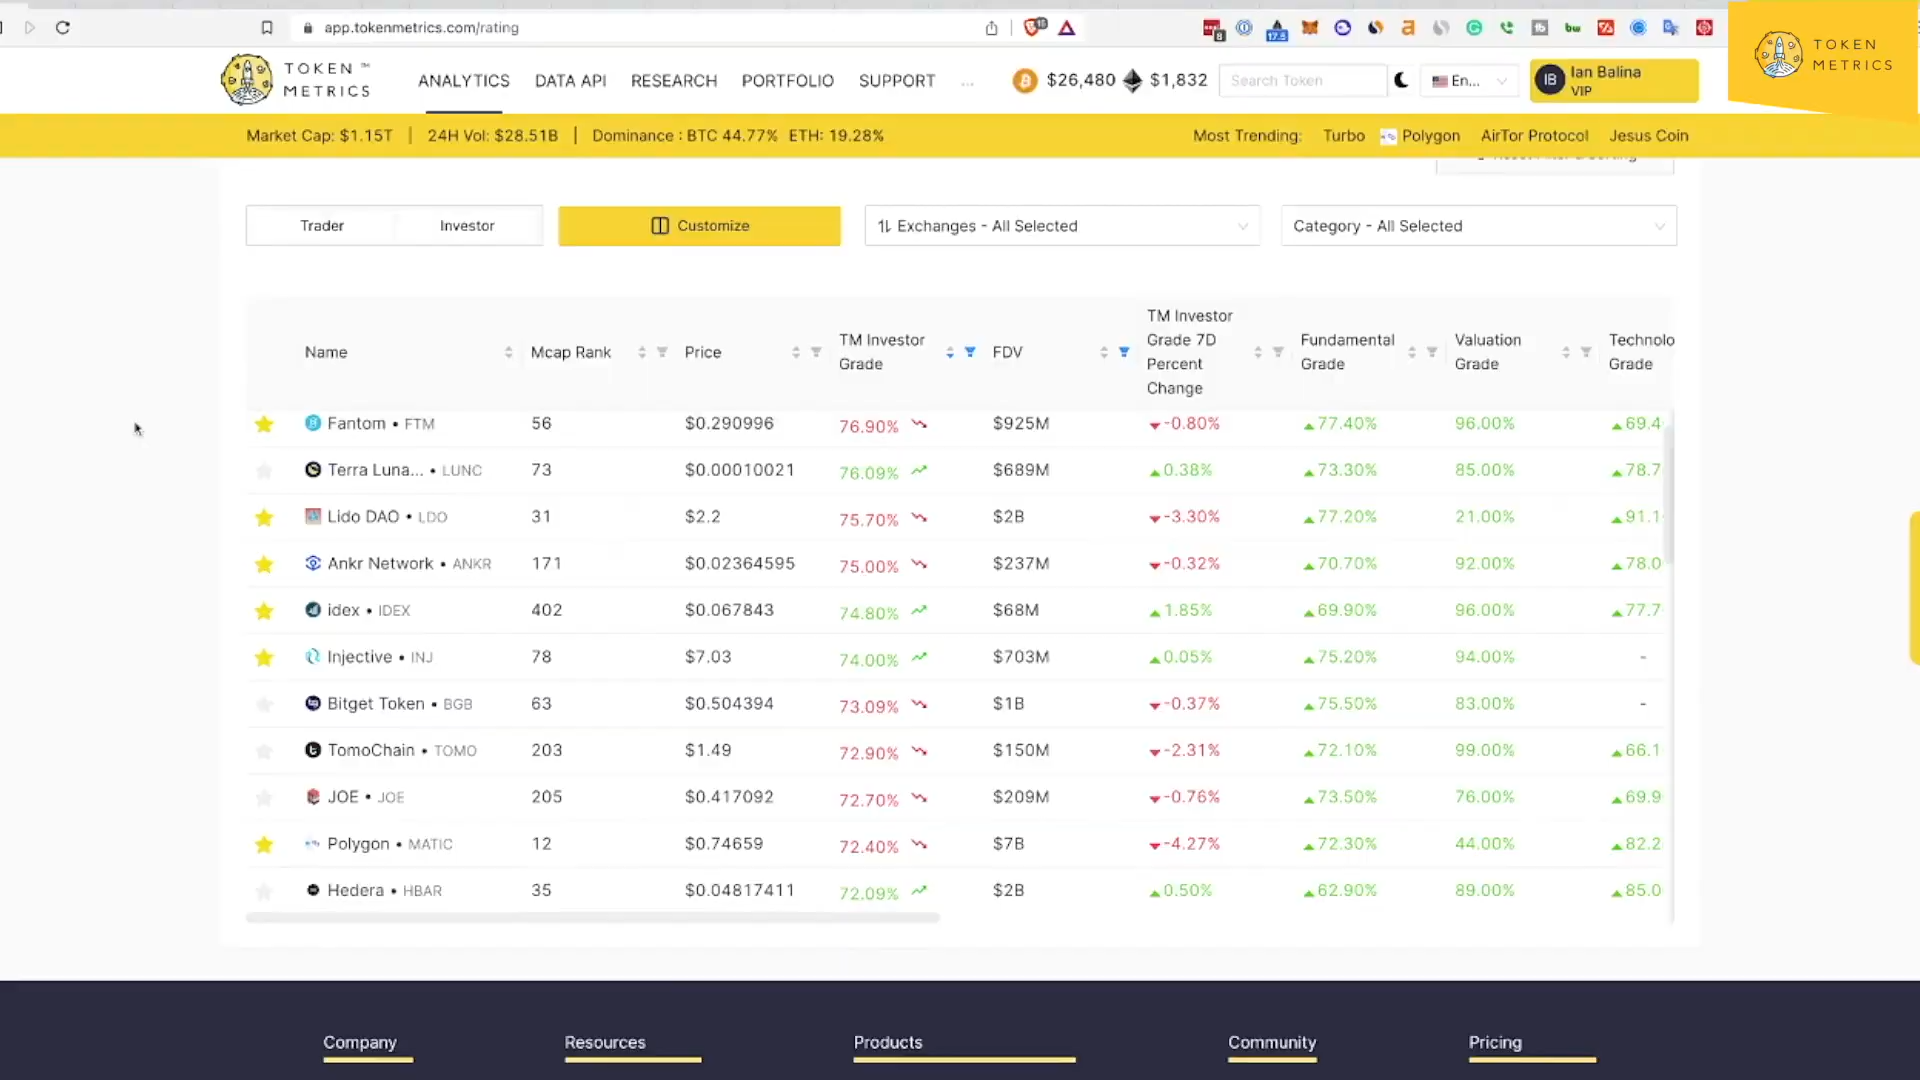 app.tokenmetrics.com/rating
TOKEN ™
METRICS
ANALYTICS DATA API RESEARCH PORTFOLIO SUPPORT ...
$26,480 $1,832 Search Token En...
IB Ian Balina
VIP
TOKEN
METRICS
Market Cap: $1.15T | 24H Vol: $28.51B | Dominance : BTC 44.77% ETH: 19.28%
Most Trending: Turbo Polygon AirTor Protocol Jesus Coin
Trader Investor Customize Exchanges - All Selected Category - All Selected
Name Mcap Rank Price TM Investor Grade FDV TM Investor Grade 7D Percent Change Fundamental Grade Valuation Grade Technolo Grade
Fantom • FTM 56 $0.290996 76.90% $925M -0.80% 77.40% 96.00% 69.4
Terra Luna... • LUNC 73 $0.00010021 76.09% $689M 0.38% 73.30% 85.00% 78.7
Lido DAO • LDO 31 $2.2 75.70% $2B -3.30% 77.20% 21.00% 91.1
Ankr Network • ANKR 171 $0.02364595 75.00% $237M -0.32% 70.70% 92.00% 78.0
idex • IDEX 402 $0.067843 74.80% $68M 1.85% 69.90% 96.00% 77.7
Injective • INJ 78 $7.03 74.00% $703M 0.05% 75.20% 94.00% -
Bitget Token • BGB 63 $0.504394 73.09% $1B -0.37% 75.50% 83.00% -
TomoChain • TOMO 203 $1.49 72.90% $150M -2.31% 72.10% 99.00% 66.1
JOE • JOE 205 $0.417092 72.70% $209M -0.76% 73.50% 76.00% 69.9
Polygon • MATIC 12 $0.74659 72.40% $7B -4.27% 72.30% 44.00% 82.2
Hedera • HBAR 35 $0.04817411 72.09% $2B 0.50% 62.90% 89.00% 85.0
Company Resources Products Community Pricing